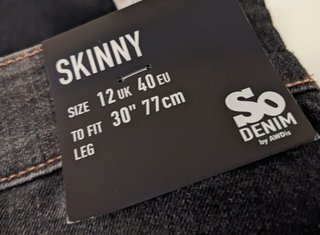 SKINNY
SIZE 12 UK 40 EU
TO FIT 30" 77cm
LEG
So
DENIM
by AWDis